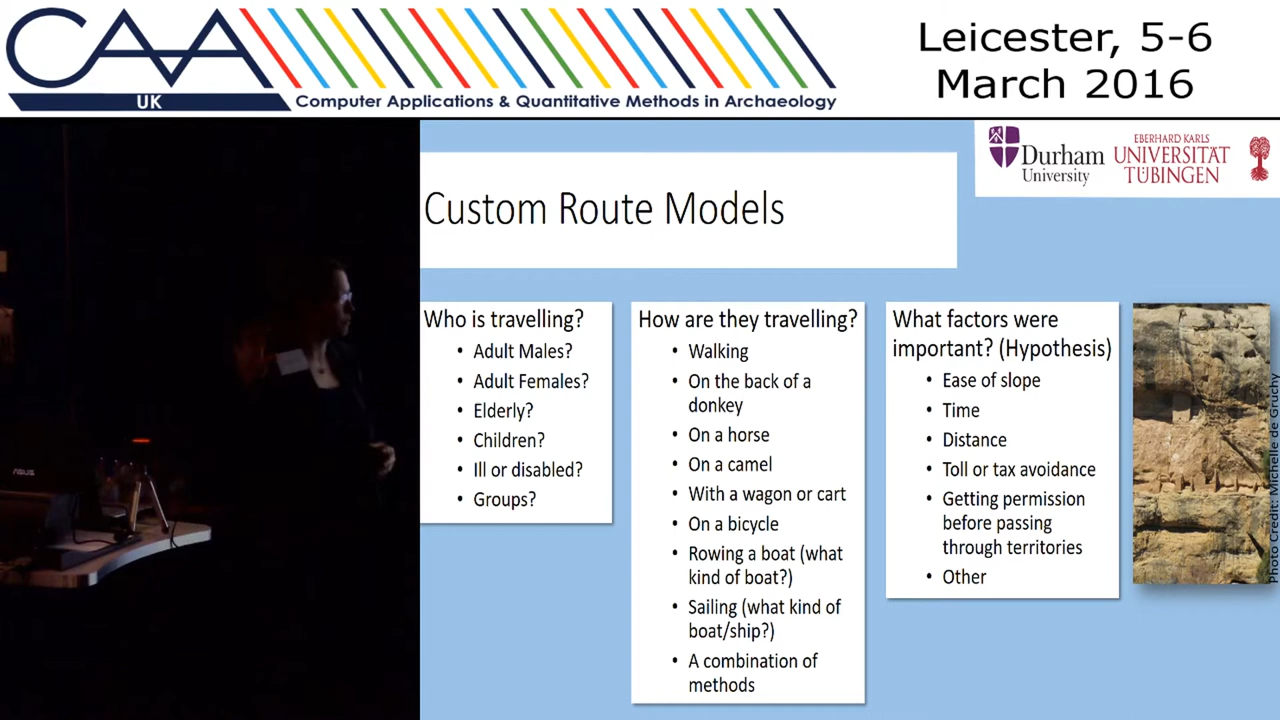 CAA
UK
Computer Applications & Quantitative Methods in Archaeology
Leicester, 5-6
March 2016
Durham
University
EBERHARD KARLS
UNIVERSITÄT
TÜBINGEN
Custom Route Models
Who is travelling?
• Adult Males?
• Adult Females?
• Elderly?
• Children?
• Ill or disabled?
• Groups?
How are they travelling?
• Walking
• On the back of a
donkey
• On a horse
• On a camel
• With a wagon or cart
• On a bicycle
• Rowing a boat (what
kind of boat?)
• Sailing (what kind of
boat/ship?)
• A combination of
methods
What factors were
important? (Hypothesis)
• Ease of slope
• Time
• Distance
• Toll or tax avoidance
• Getting permission
before passing
through territories
• Other
Photo Credit: Michelle de Gruchy
ASUS